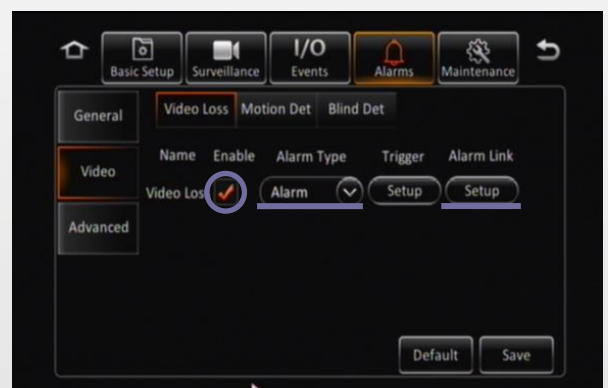 Basic Setup Surveillance I/O Events Alarms Maintenance
General
Video
Advanced
Video Loss Motion Det Blind Det
Name Enable Alarm Type Trigger Alarm Link
Video Los Alarm Setup Setup
Default Save